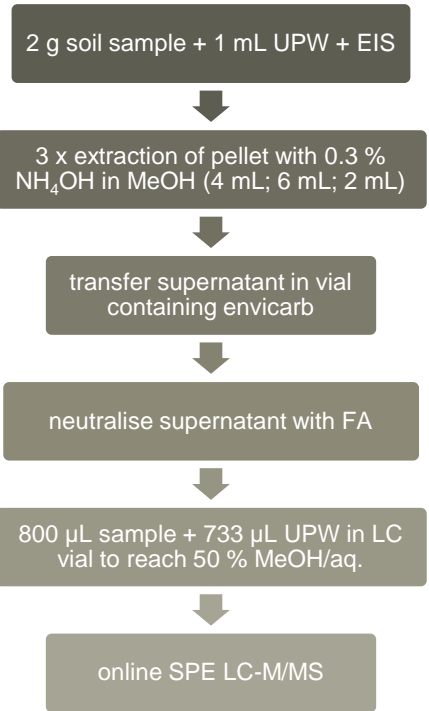 2 g soil sample + 1 mL UPW + EIS
3 x extraction of pellet with 0.3 %
NH₄OH in MeOH (4 mL; 6 mL; 2 mL)
transfer supernatant in vial
containing envicarb
neutralise supernatant with FA
800 µL sample + 733 µL UPW in LC
vial to reach 50 % MeOH/aq.
online SPE LC-M/MS